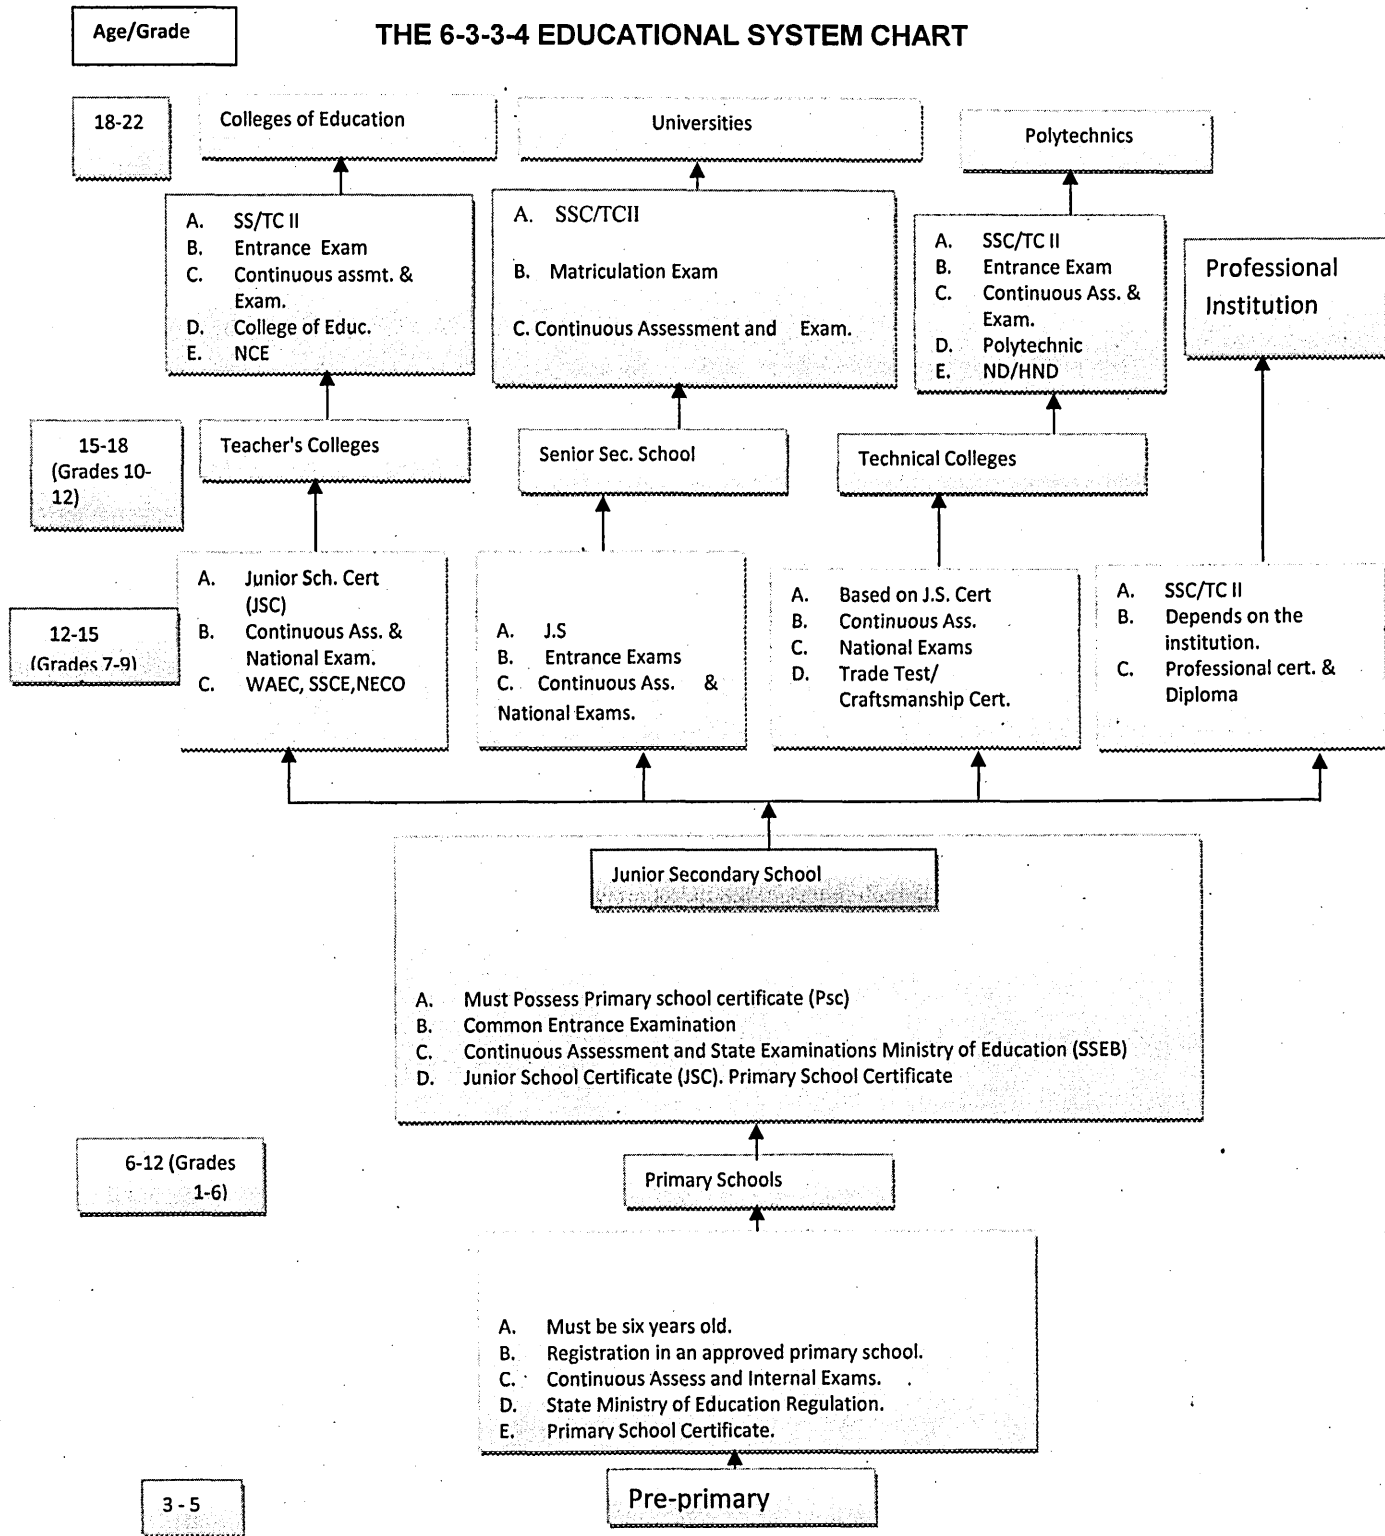 Age/Grade
THE 6-3-3-4 EDUCATIONAL SYSTEM CHART
18-22
Colleges of Education
Universities
Polytechnics
A. SS/TC II
B. Entrance Exam
C. Continuous assmt. &
Exam.
D. College of Educ.
E. NCE
A. SSC/TCII
B. Matriculation Exam
C. Continuous Assessment and Exam.
A. SSC/TC II
B. Entrance Exam
C. Continuous Ass. &
Exam.
D. Polytechnic
E. ND/HND
Professional
Institution
15-18
(Grades 10-
12)
Teacher's Colleges
Senior Sec. School
Technical Colleges
12-15
(Grades 7-9)
A. Junior Sch. Cert
(JSC)
B. Continuous Ass. &
National Exam.
C. WAEC, SSCE,NECO
A. J.S
B. Entrance Exams
C. Continuous Ass. &
National Exams.
A. Based on J.S. Cert
B. Continuous Ass.
C. National Exams
D. Trade Test/
Craftsmanship Cert.
A. SSC/TC II
B. Depends on the
institution.
C. Professional cert. &
Diploma
Junior Secondary School
A. Must Possess Primary school certificate (Psc)
B. Common Entrance Examination
C. Continuous Assessment and State Examinations Ministry of Education (SSEB)
D. Junior School Certificate (JSC). Primary School Certificate
6-12 (Grades
1-6)
Primary Schools
A. Must be six years old.
B. Registration in an approved primary school.
C. Continuous Assess and Internal Exams.
D. State Ministry of Education Regulation.
E. Primary School Certificate.
3 - 5
Pre-primary